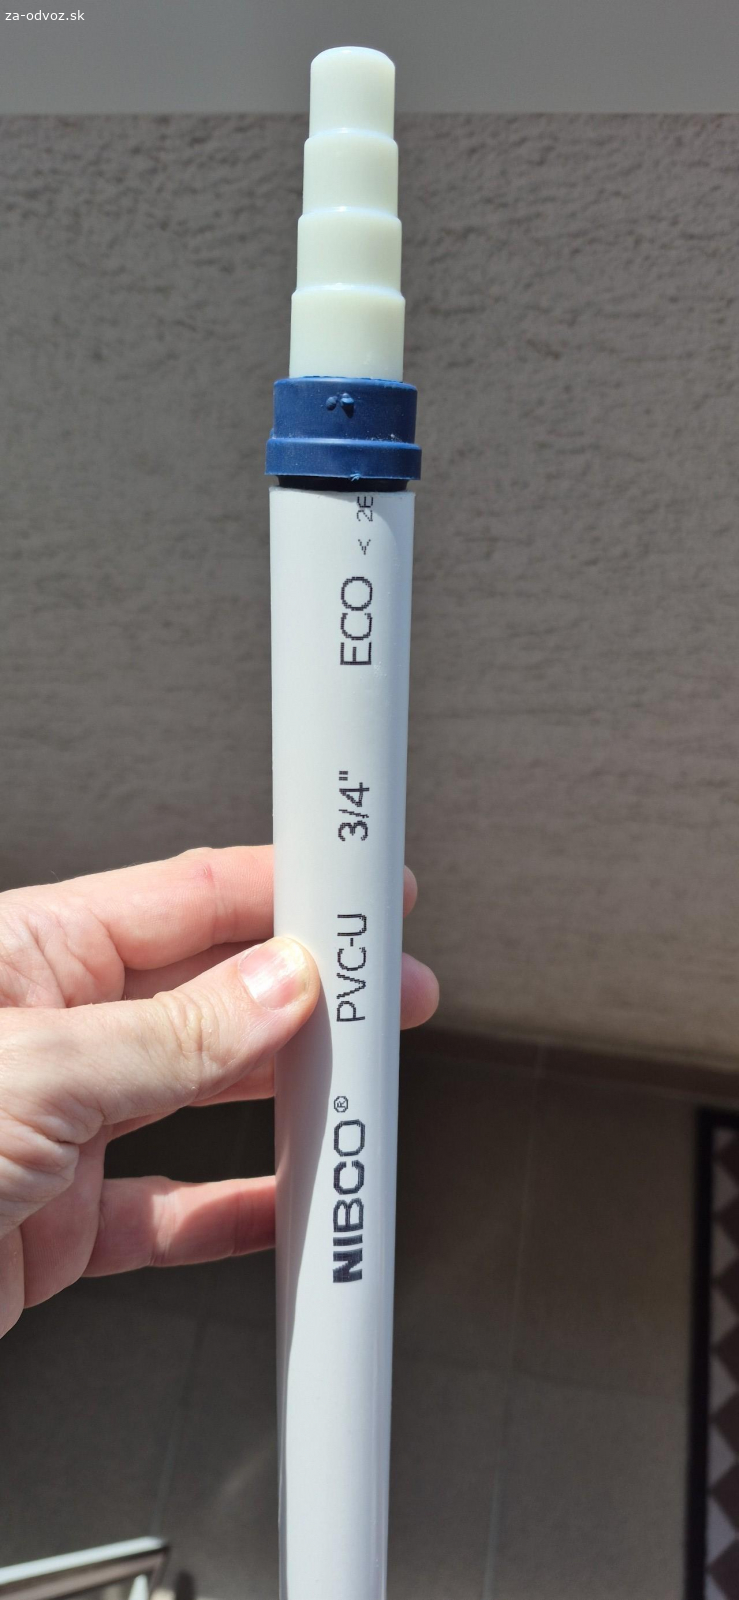 za-odvoz.sk
NIBCO® PVC-U 3/4" ECO <